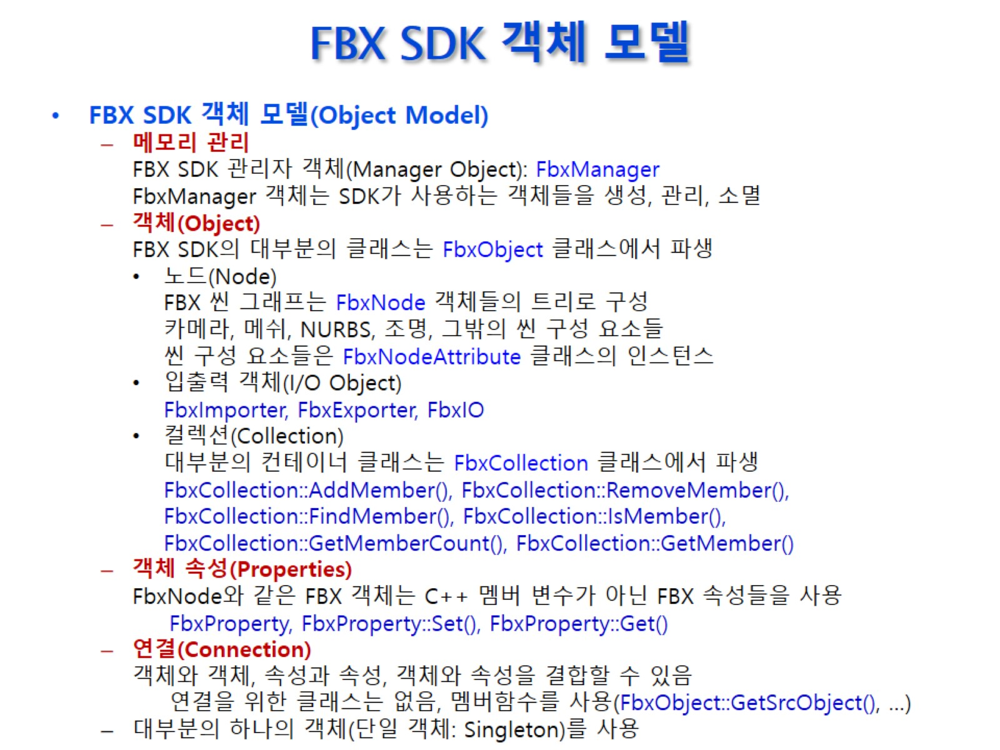 FBX SDK 객체 모델
• FBX SDK 객체 모델(Object Model)
– 메모리 관리
FBX SDK 관리자 객체(Manager Object): FbxManager
FbxManager 객체는 SDK가 사용하는 객체들을 생성, 관리, 소멸
– 객체(Object)
FBX SDK의 대부분의 클래스는 FbxObject 클래스에서 파생
• 노드(Node)
FBX 씬 그래프는 FbxNode 객체들의 트리로 구성
카메라, 메쉬, NURBS, 조명, 그밖의 씬 구성 요소들
씬 구성 요소들은 FbxNodeAttribute 클래스의 인스턴스
• 입출력 객체(I/O Object)
FbxImporter, FbxExporter, FbxIO
• 컬렉션(Collection)
대부분의 컨테이너 클래스는 FbxCollection 클래스에서 파생
FbxCollection::AddMember(), FbxCollection::RemoveMember(),
FbxCollection::FindMember(), FbxCollection::IsMember(),
FbxCollection::GetMemberCount(), FbxCollection::GetMember()
– 객체 속성(Properties)
FbxNode와 같은 FBX 객체는 C++ 멤버 변수가 아닌 FBX 속성들을 사용
FbxProperty, FbxProperty::Set(), FbxProperty::Get()
– 연결(Connection)
객체와 객체, 속성과 속성, 객체와 속성을 결합할 수 있음
연결을 위한 클래스는 없음, 멤버함수를 사용(FbxObject::GetSrcObject(), ...)
– 대부분의 하나의 객체(단일 객체: Singleton)를 사용